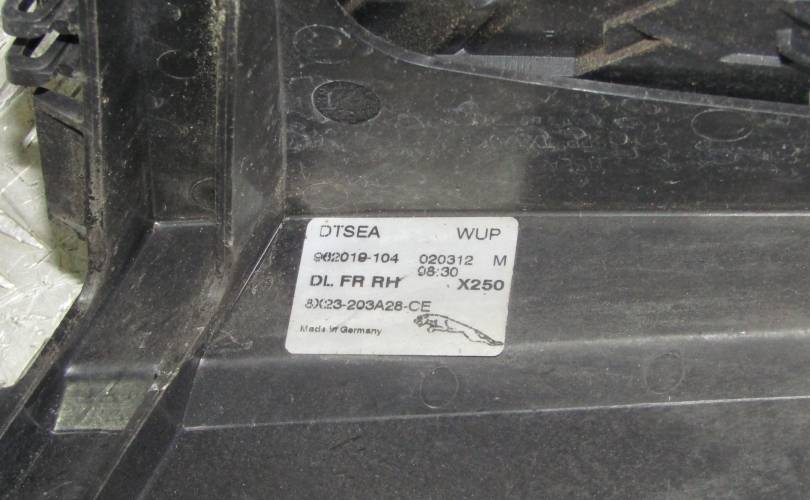 DTSEA WUP
962019-104 020312 M
08:30
DL FR RH X250
8X23-203A28-CE
Made in Germany